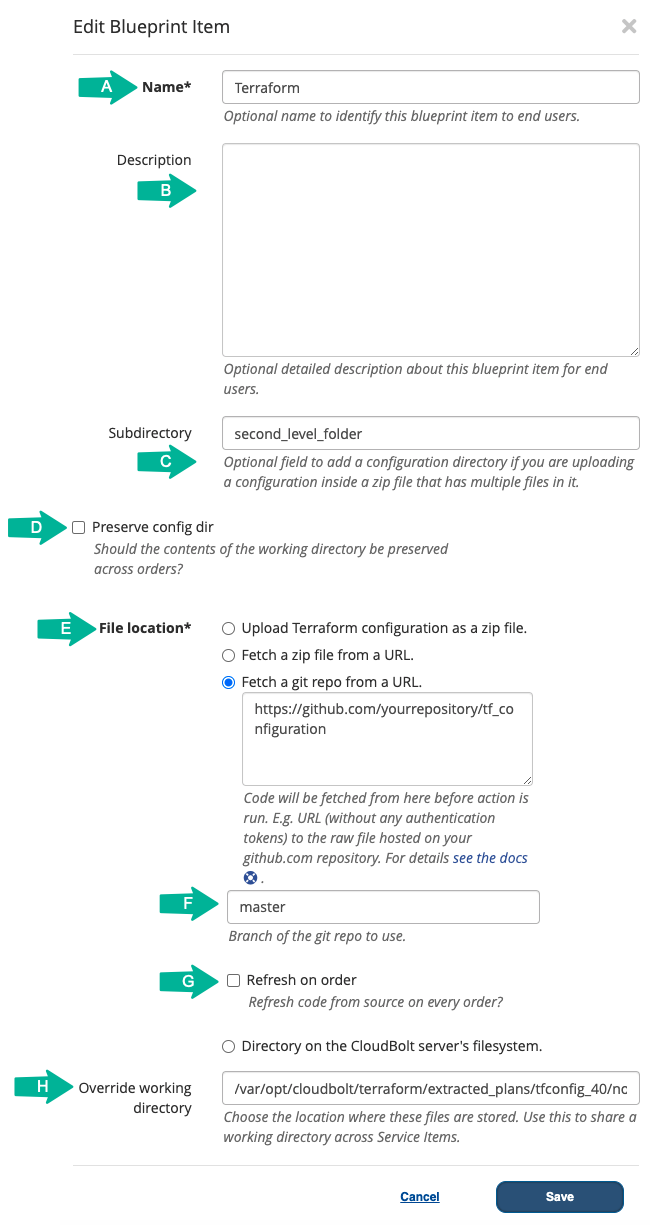 Edit Blueprint Item
A Name* Terraform
Optional name to identify this blueprint item to end users.
Description
B
Optional detailed description about this blueprint item for end
users.
Subdirectory second_level_folder
C Optional field to add a configuration directory if you are uploading
a configuration inside a zip file that has multiple files in it.
D Preserve config dir
Should the contents of the working directory be preserved
across orders?
E File location* Upload Terraform configuration as a zip file.
Fetch a zip file from a URL.
Fetch a git repo from a URL.
https://github.com/yourrepository/tf_co
nfiguration
Code will be fetched from here before action is
run. E.g. URL (without any authentication
tokens) to the raw file hosted on your
github.com repository. For details see the docs
.
F master
Branch of the git repo to use.
G Refresh on order
Refresh code from source on every order?
Directory on the CloudBolt server's filesystem.
H Override working
directory
/var/opt/cloudbolt/terraform/extracted_plans/tfconfig_40/nc
Choose the location where these files are stored. Use this to share a
working directory across Service Items.
Cancel Save